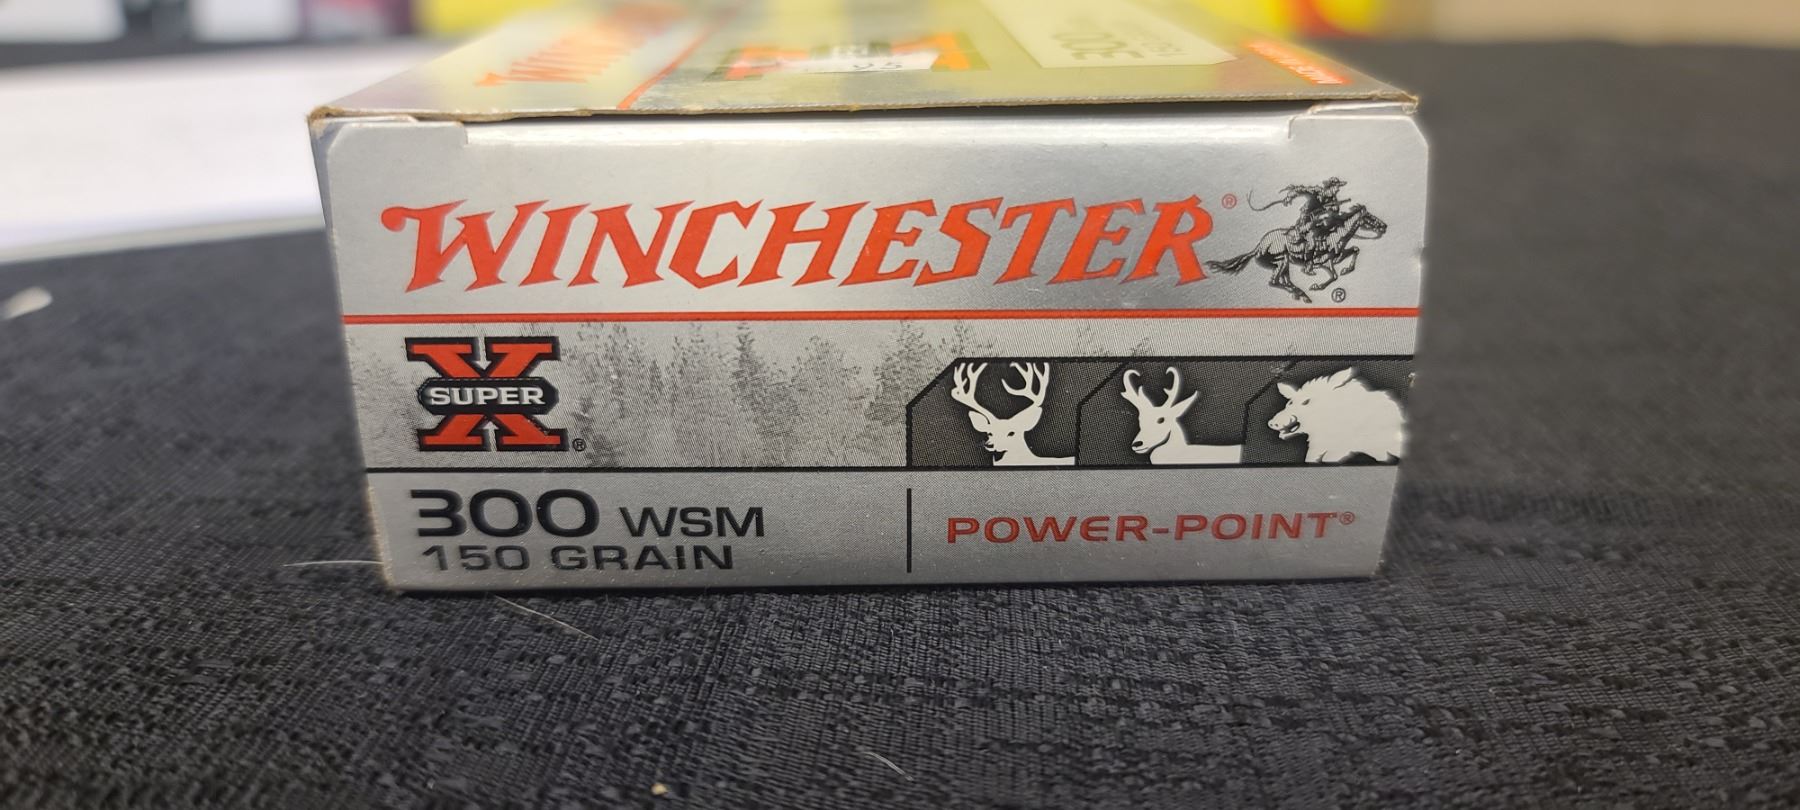 WINCHESTER®
®
X
SUPER
®
300 WSM
150 GRAIN
POWER-POINT®